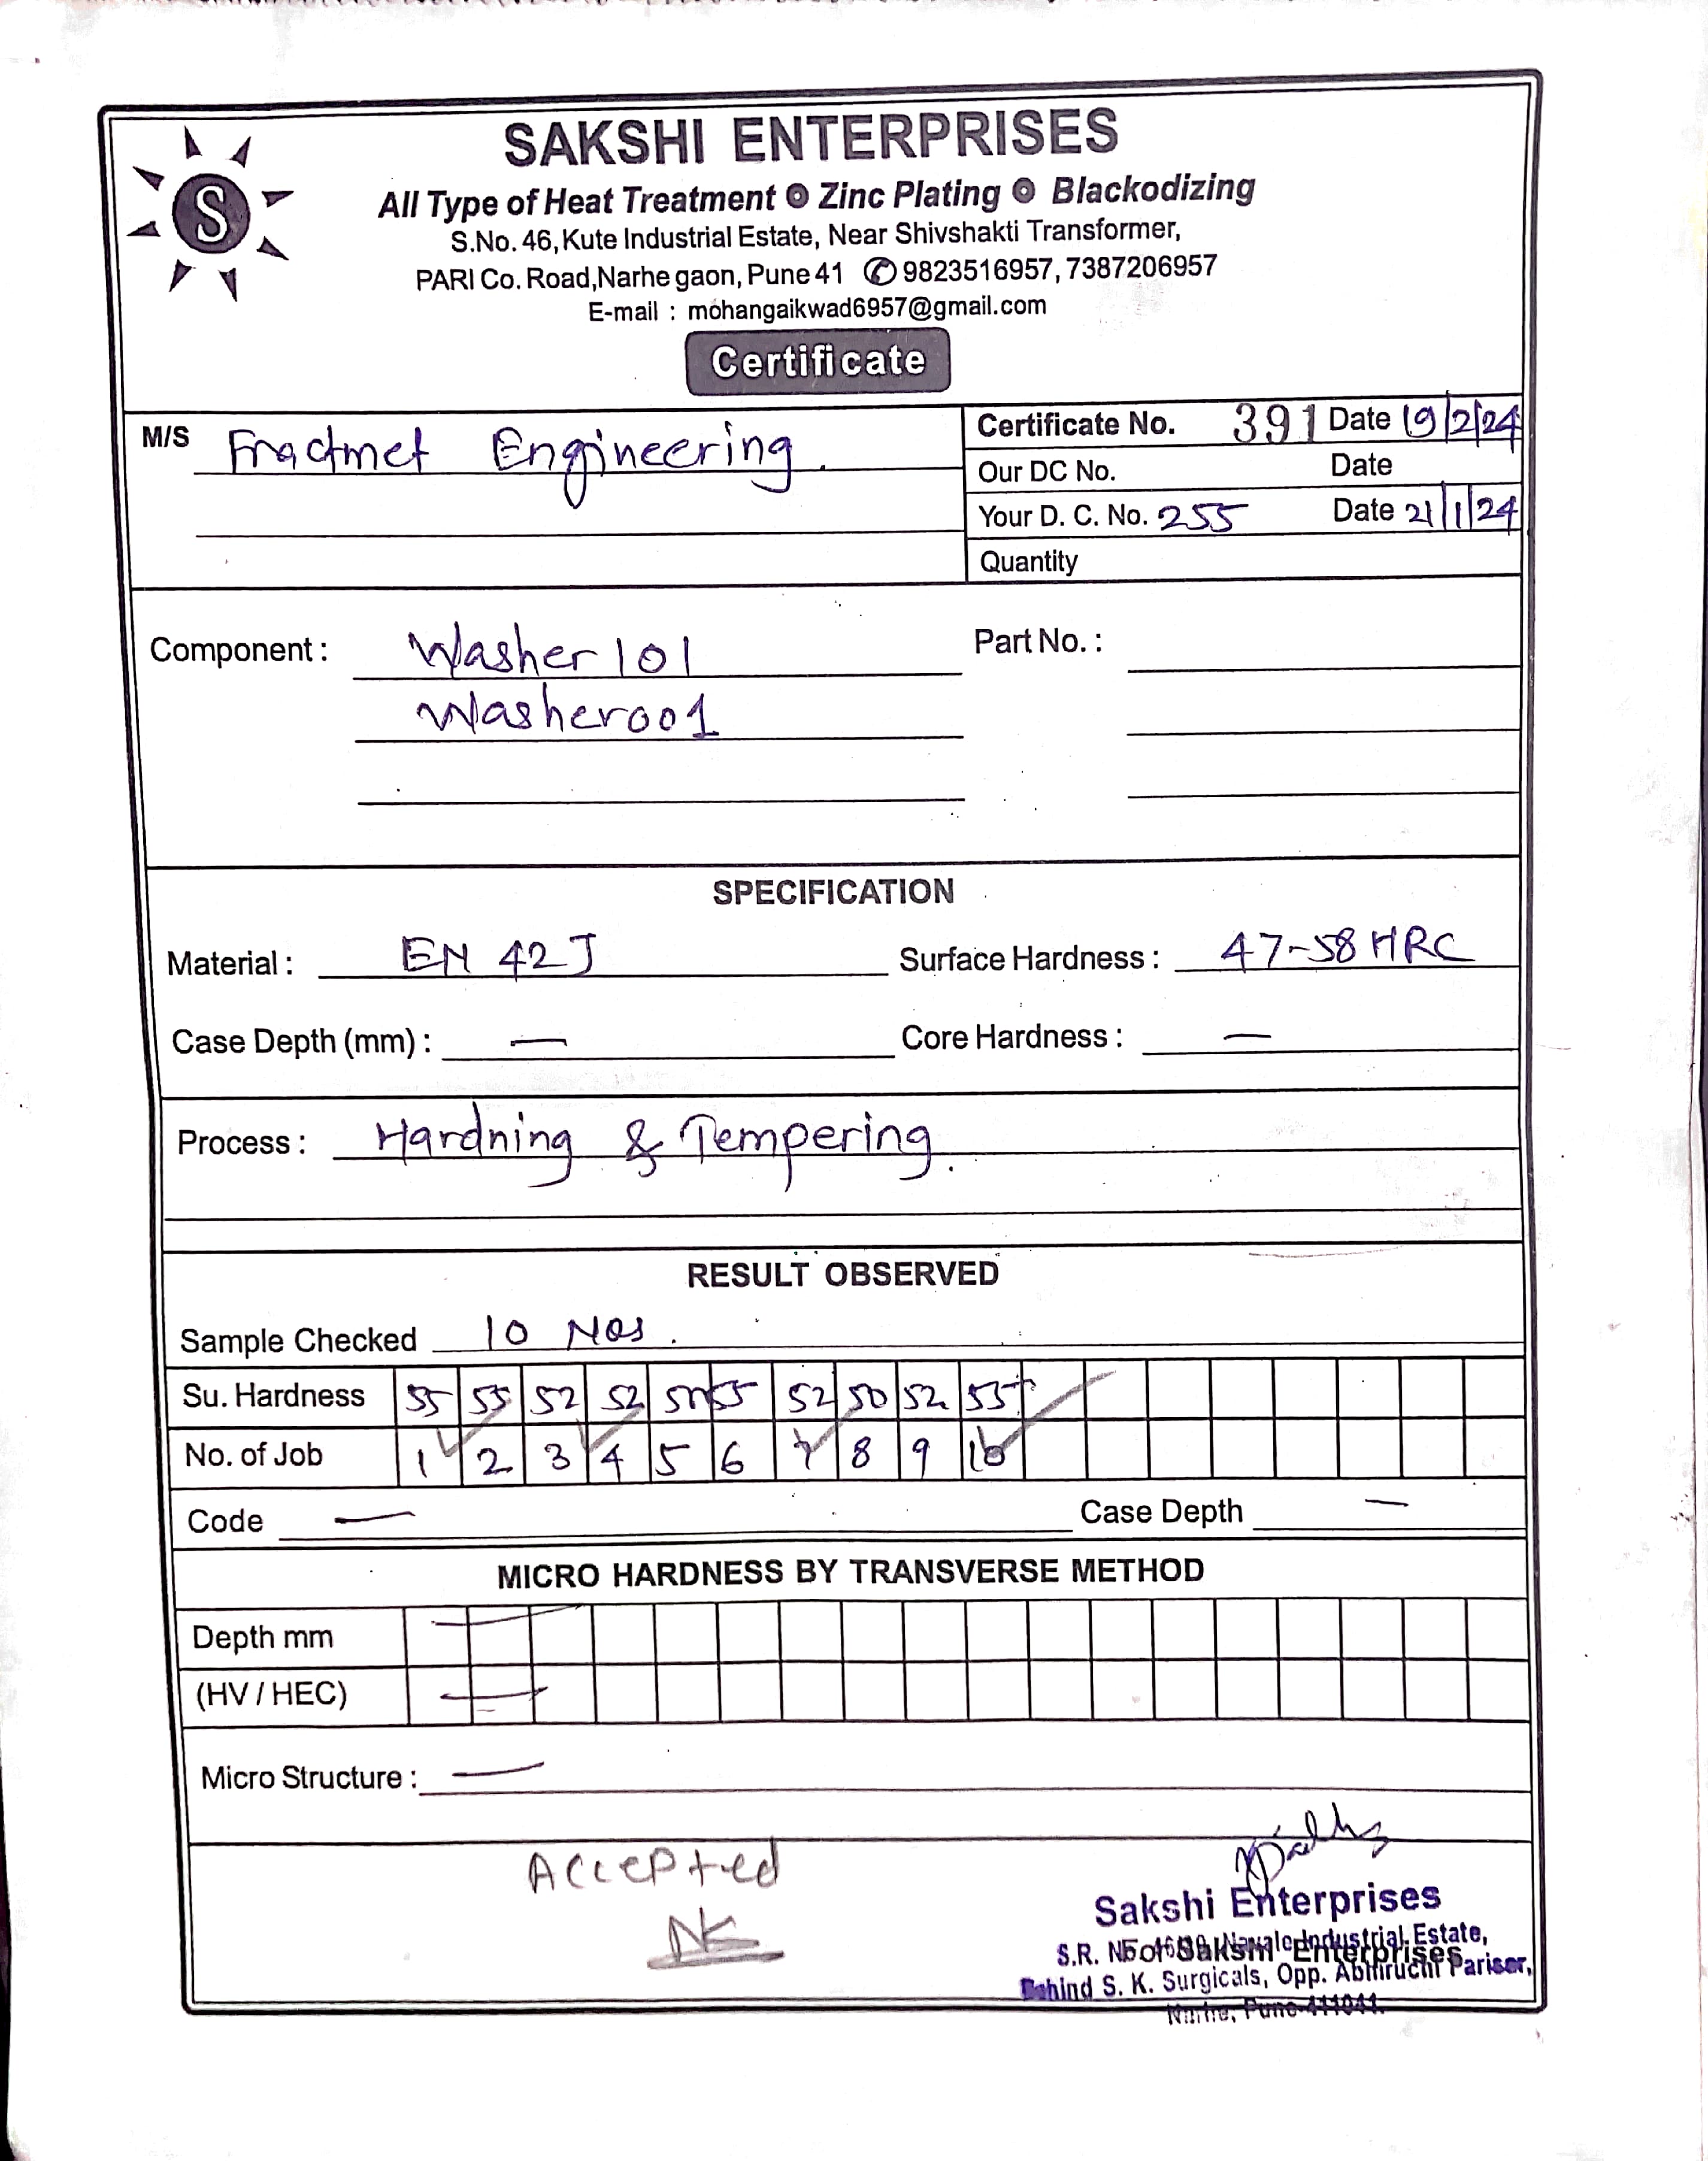 S
SAKSHI ENTERPRISES
All Type of Heat Treatment ⊙ Zinc Plating ⊙ Blackodizing
S.No. 46, Kute Industrial Estate, Near Shivshakti Transformer,
PARI Co. Road, Narhe gaon, Pune 41 ✆ 9823516957, 7387206957
E-mail : mohangaikwad6957@gmail.com
Certificate
M/S Fractmet Engineering.
Certificate No. 391 Date 19/2/24
Our DC No. Date
Your D. C. No. 255 Date 21/1/24
Quantity
Component : Washer 101 Part No. :
Washer001
SPECIFICATION
Material : EN 42 J Surface Hardness : 47-58 HRC
Case Depth (mm) : — Core Hardness : —
Process : Hardning & Tempering.
RESULT OBSERVED
Sample Checked 10 Nos.
Su. Hardness 55 55 52 52 55 52 50 52
No. of Job 1 2 3 4 5 6 7 8 9 10
Code — Case Depth —
MICRO HARDNESS BY TRANSVERSE METHOD
Depth mm —
(HV / HEC) —
Micro Structure : —
Accepted
NK
Sakshi Enterprises
S.R. No. Industrial Estate,
For Sakshi Enterprises
Behind S. K. Surgicals, Opp. Abhiruchi Pariser,
Narhe, Pune-411041.